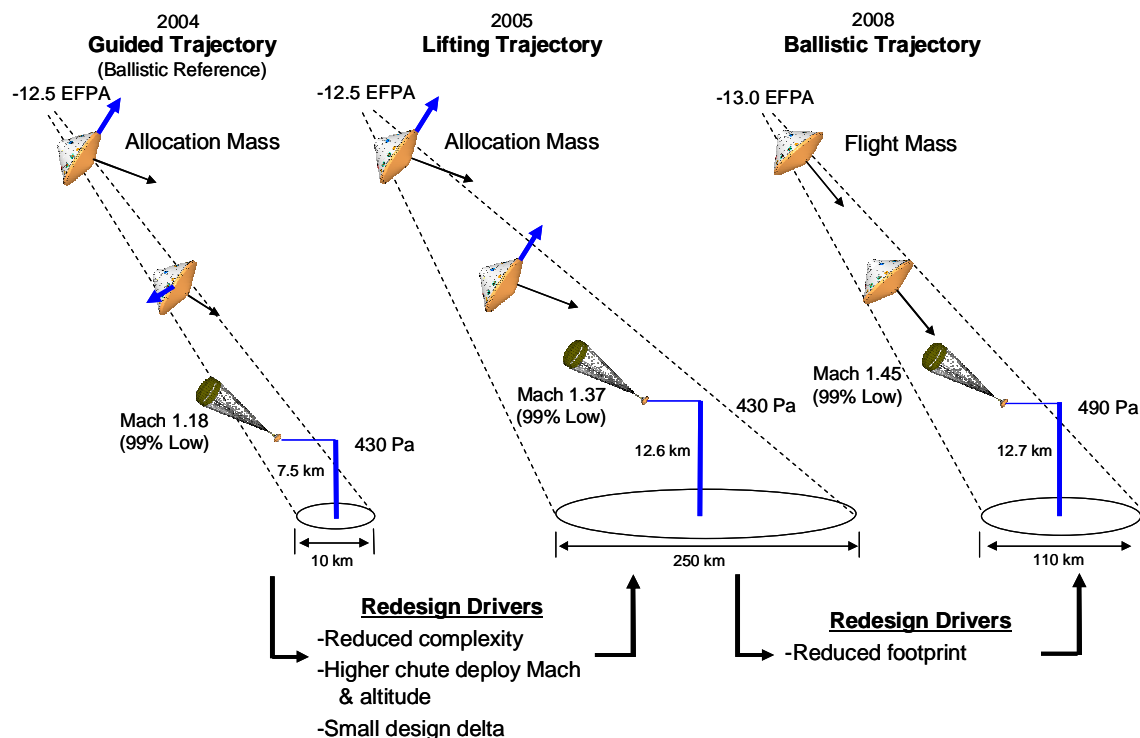 2004
Guided Trajectory
(Ballistic Reference)
-12.5 EFPA
Allocation Mass
Mach 1.18
(99% Low)
430 Pa
7.5 km
10 km
2005
Lifting Trajectory
-12.5 EFPA
Allocation Mass
Mach 1.37
(99% Low)
430 Pa
12.6 km
250 km
2008
Ballistic Trajectory
-13.0 EFPA
Flight Mass
Mach 1.45
(99% Low)
490 Pa
12.7 km
110 km
Redesign Drivers
-Reduced complexity
-Higher chute deploy Mach
& altitude
-Small design delta
Redesign Drivers
-Reduced footprint